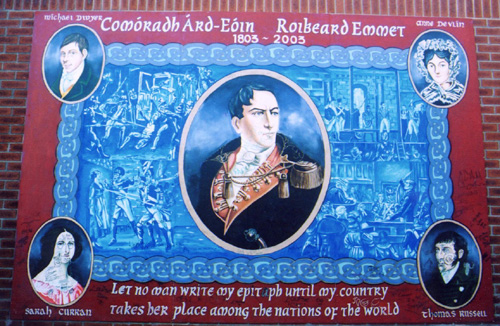 Michael Dwyer
Comóradh Árd-Eóin Roibeard Emmet
Anne Devlin
1803 - 2003
Let no man write my epitaph until my country
takes her place among the nations of the world
Sarah Curran
Thomas Russell